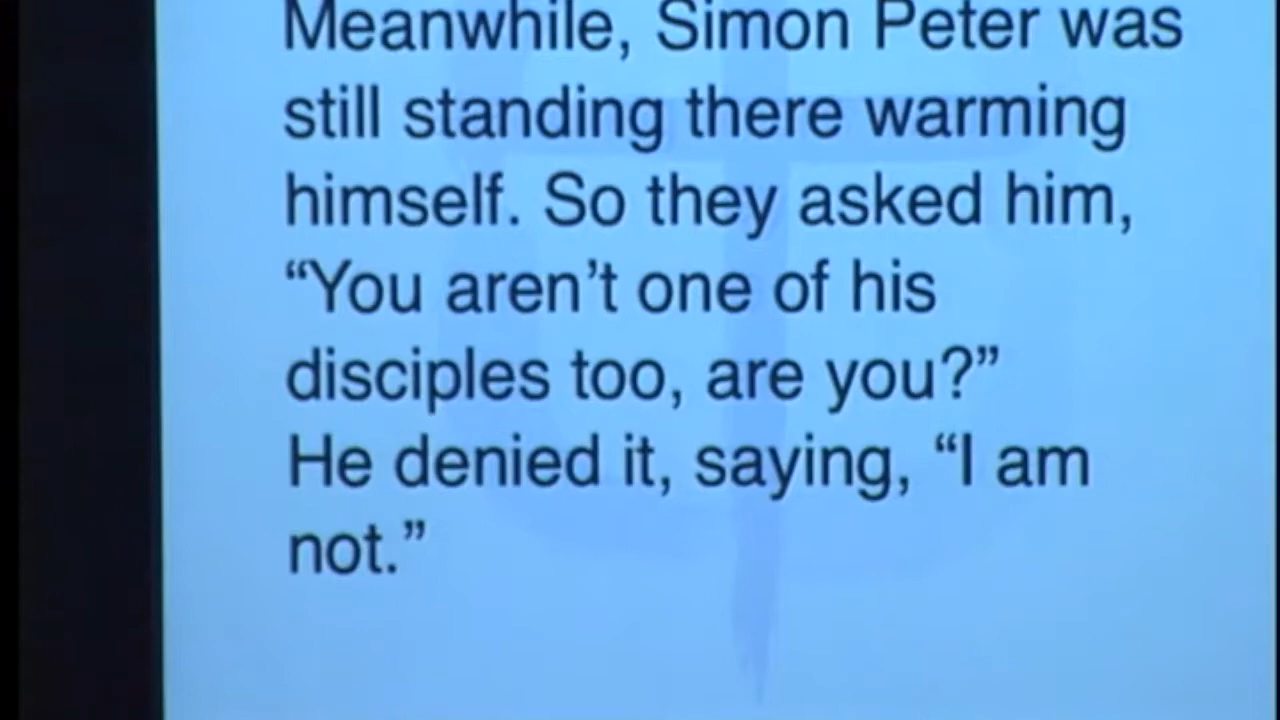 Meanwhile, Simon Peter was
still standing there warming
himself. So they asked him,
“You aren’t one of his
disciples too, are you?”
He denied it, saying, “I am
not.”